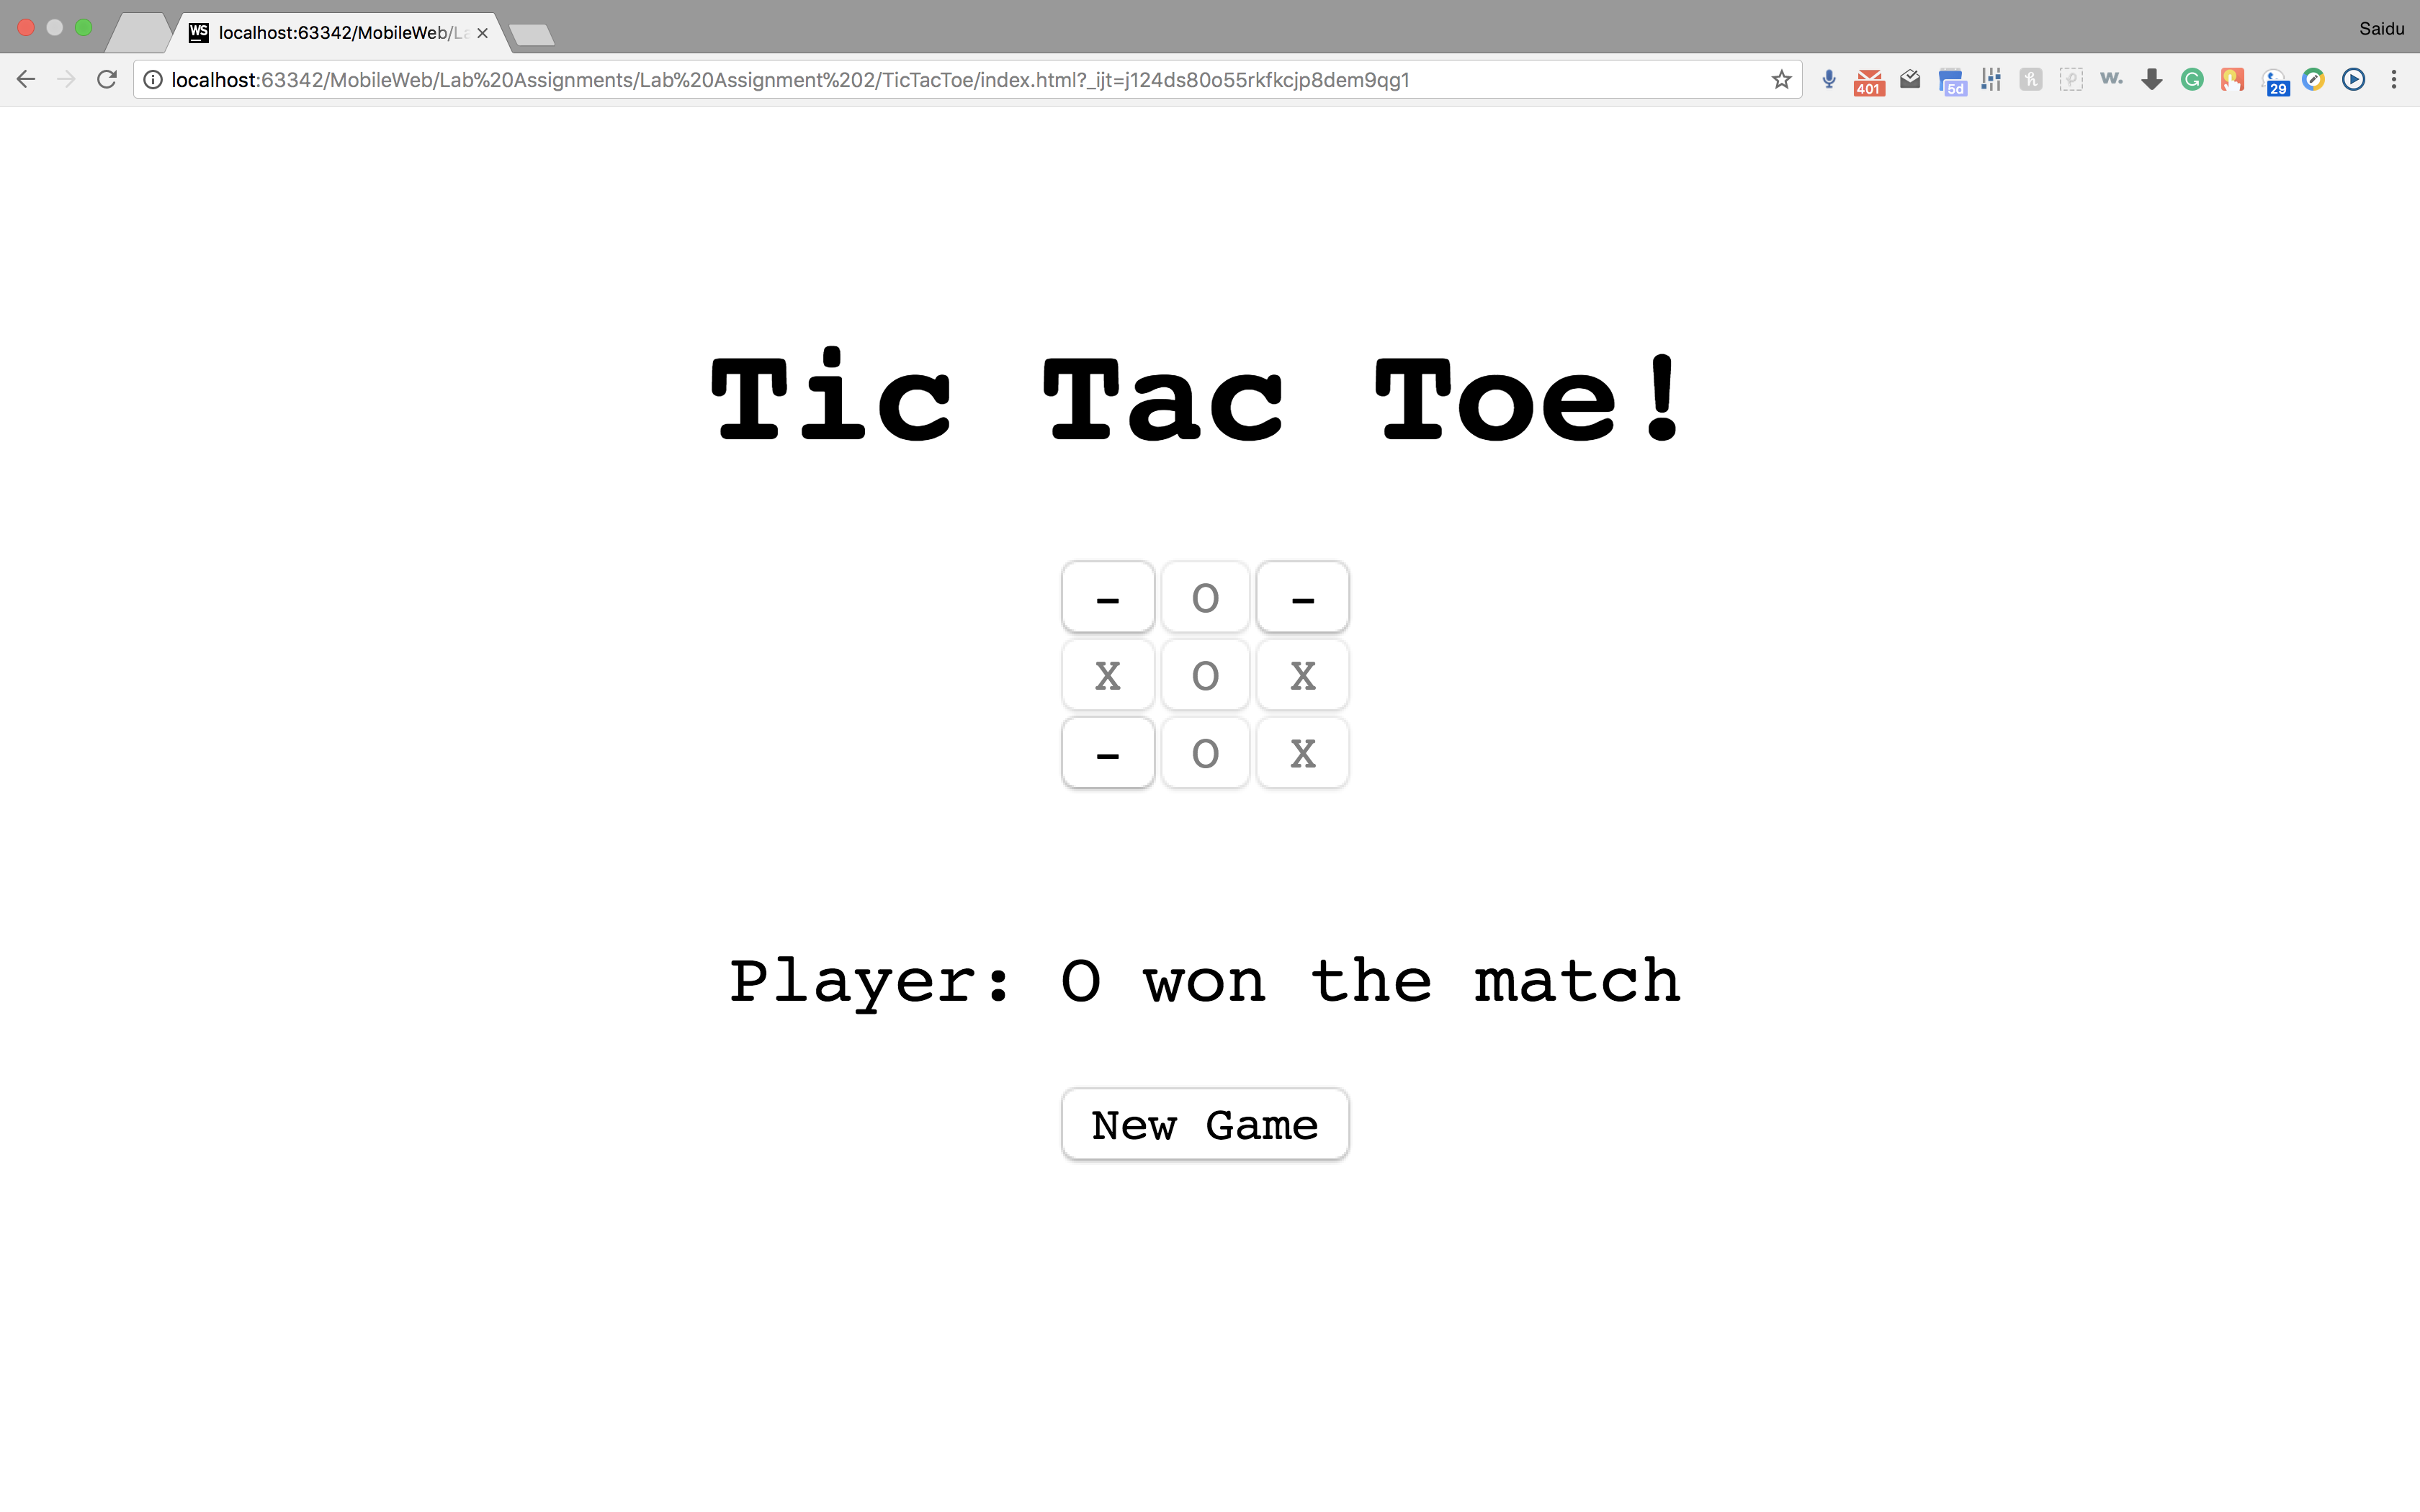 WS localhost:63342/MobileWeb/La
Saidu
localhost:63342/MobileWeb/Lab%20Assignments/Lab%20Assignment%202/TicTacToe/index.html?_ijt=j124ds80o55rkfkcjp8dem9qg1
401 5d w. 29
Tic Tac Toe!
- O -
X O X
- O X
Player: O won the match
New Game